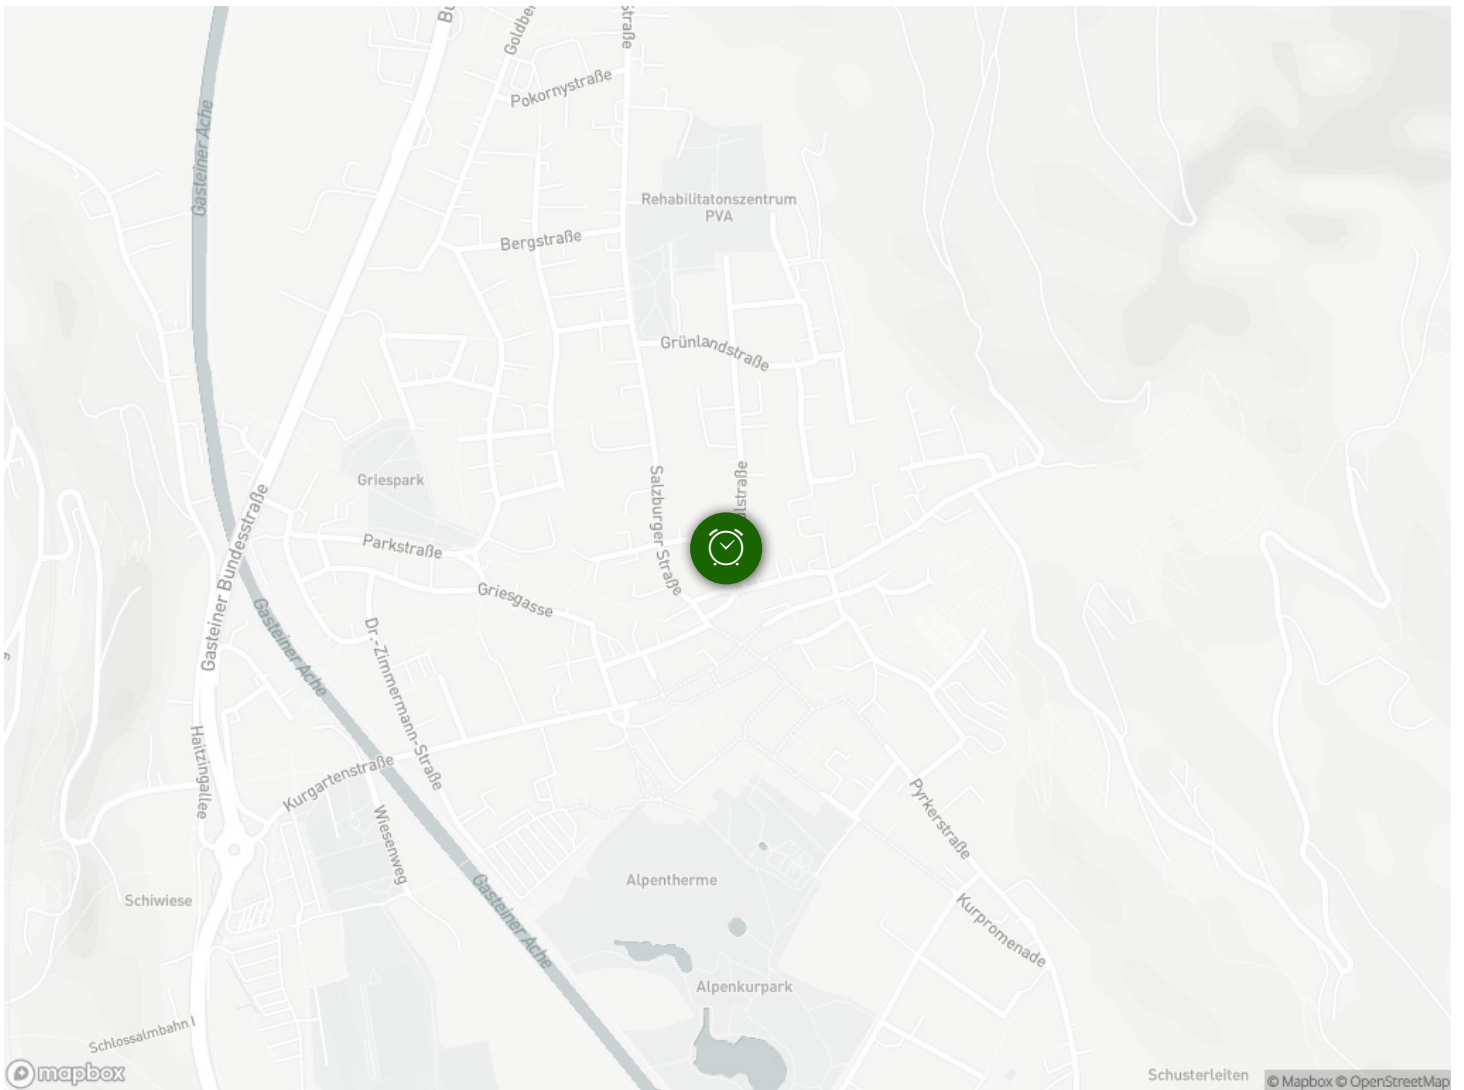 Straße
Pokornystraße
Gasteiner Ache
Rehabilitatonszentrum
PVA
Bergstraße
Grünlandstraße
Griespark
Salzburger Straße
Gasteiner Bundesstraße
Parkstraße
Griesgasse
Gasteiner Ache
Dr.-Zimmermann-Straße
Haitzingallee
Kurgartenstraße
Wiesenweg
Pyrkerstraße
Alpentherme
Schiwiese
Gasteiner Ache
Kurpromenade
Alpenkurpark
Schlossalmbahn I
mapbox
Schusterleiten
© Mapbox © OpenStreetMap